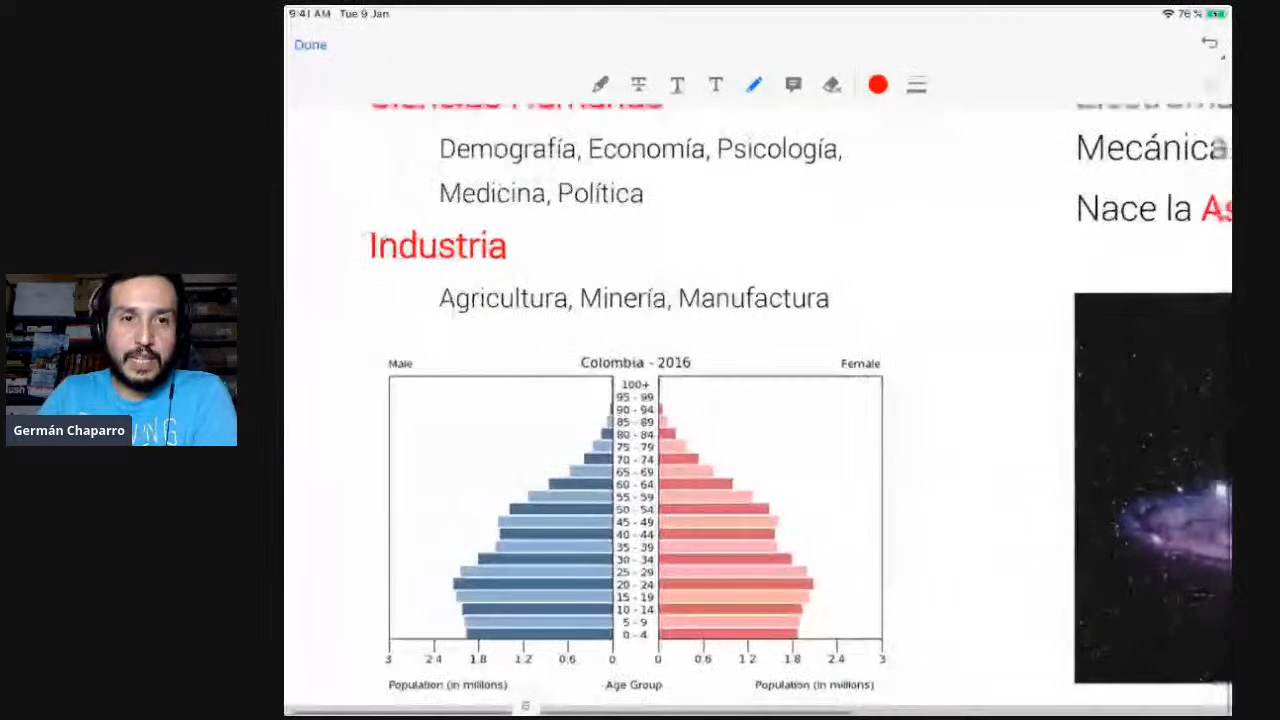 9:41 AM Tue 9 Jan
76 %
Done
Ciencias Humanas
Demografía, Economía, Psicología,
Medicina, Política
Industria
Agricultura, Minería, Manufactura
Mecánica
Nace la
Male
Colombia - 2016
Female
100+
95 - 99
90 - 94
85 - 89
80 - 84
75 - 79
70 - 74
65 - 69
60 - 64
55 - 59
50 - 54
45 - 49
40 - 44
35 - 39
30 - 34
25 - 29
20 - 24
15 - 19
10 - 14
5 - 9
0 - 4
3 2.4 1.8 1.2 0.6 0 0 0.6 1.2 1.8 2.4 3
Population (in millions) Age Group Population (in millions)
Germán Chaparro